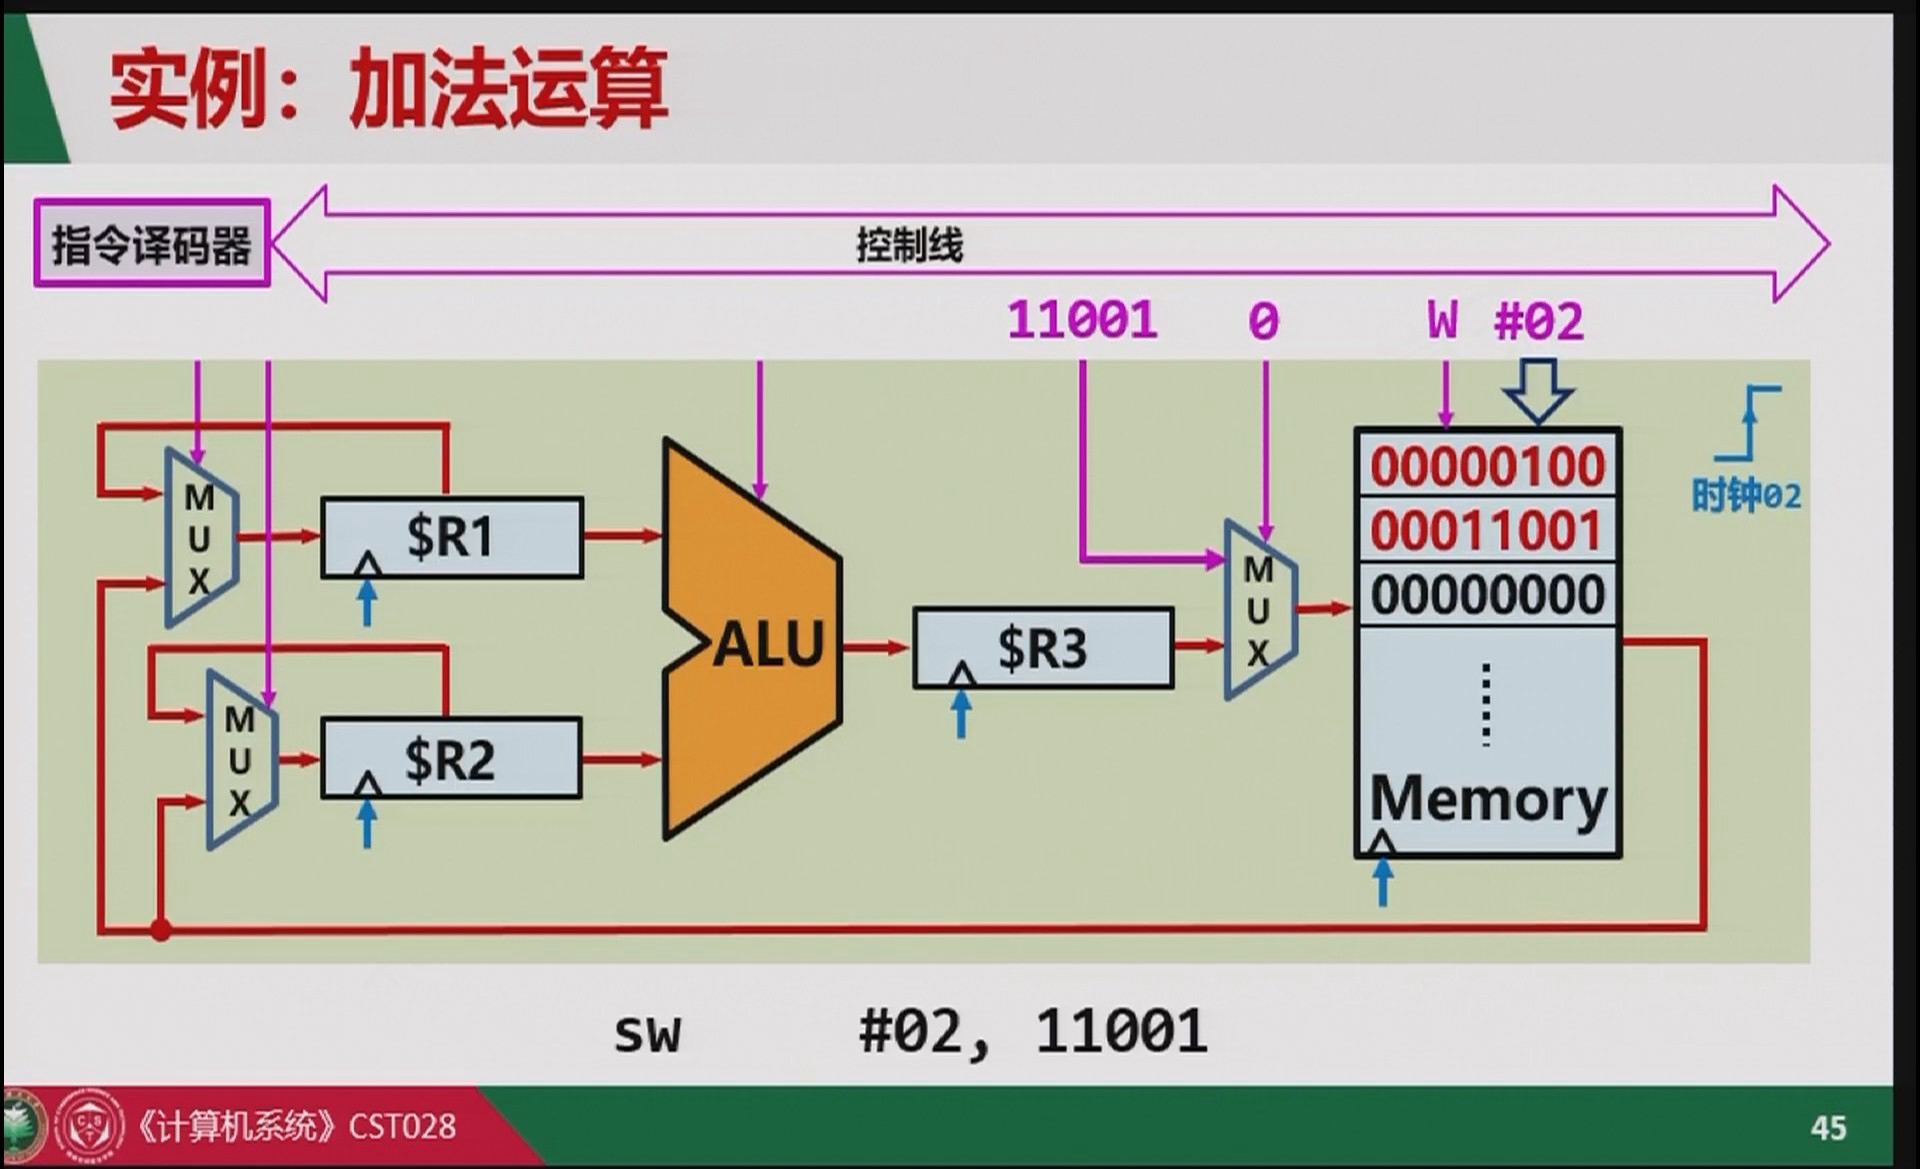 实例：加法运算
指令译码器
控制线
11001 0 W #02
MUX
$R1
MUX
$R2
ALU
$R3
MUX
00000100
00011001
00000000
Memory
时钟02
sw #02, 11001
《计算机系统》CST028
45